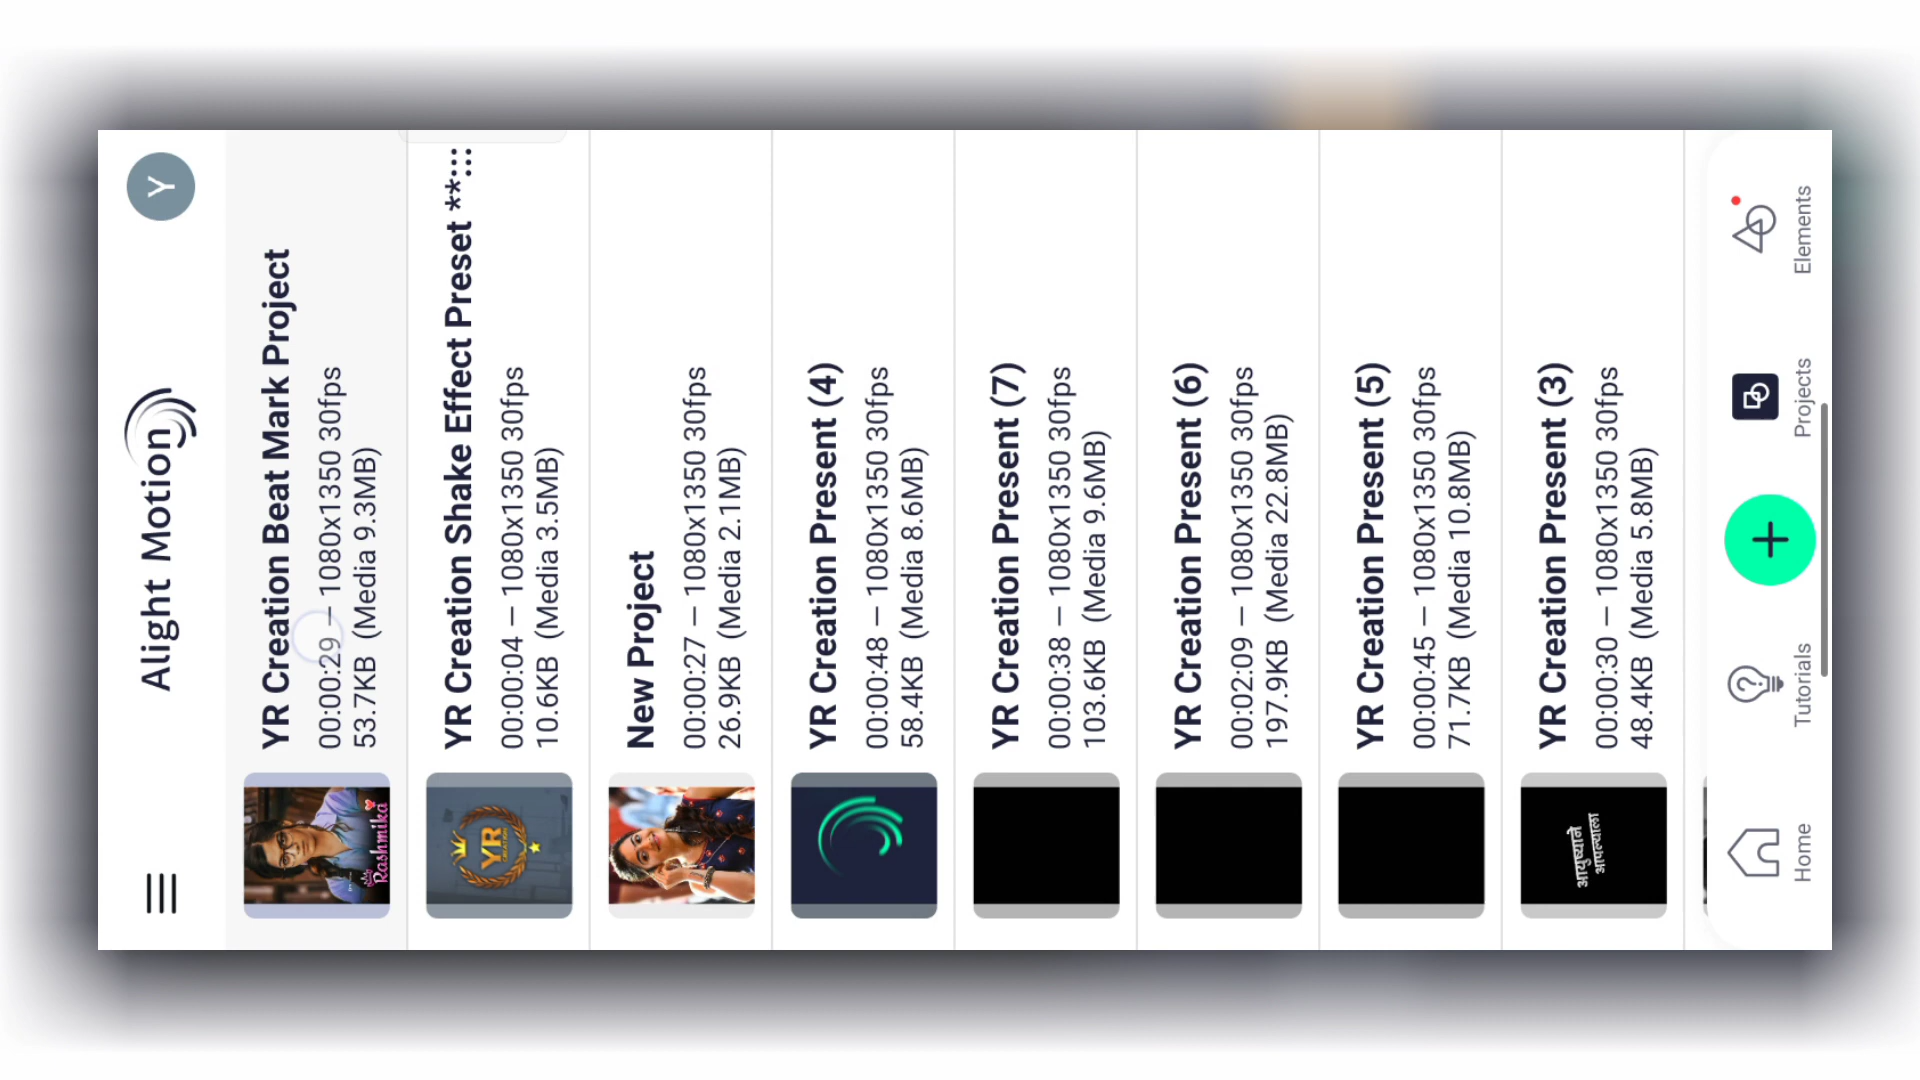 Alight Motion
Y
YR Creation Beat Mark Project
00:00:29 – 1080x1350 30fps
53.7KB (Media 9.3MB)
Rashmika
YR Creation Shake Effect Preset **:::
00:00:04 – 1080x1350 30fps
10.6KB (Media 3.5MB)
YR
CREATION
New Project
00:00:27 – 1080x1350 30fps
26.9KB (Media 2.1MB)
YR Creation Present (4)
00:00:48 – 1080x1350 30fps
58.4KB (Media 8.6MB)
YR Creation Present (7)
00:00:38 – 1080x1350 30fps
103.6KB (Media 9.6MB)
YR Creation Present (6)
00:02:09 – 1080x1350 30fps
197.9KB (Media 22.8MB)
YR Creation Present (5)
00:00:45 – 1080x1350 30fps
71.7KB (Media 10.8MB)
YR Creation Present (3)
00:00:30 – 1080x1350 30fps
48.4KB (Media 5.8MB)
आयुष्याने
आपल्याला
Home
Tutorials
Projects
Elements